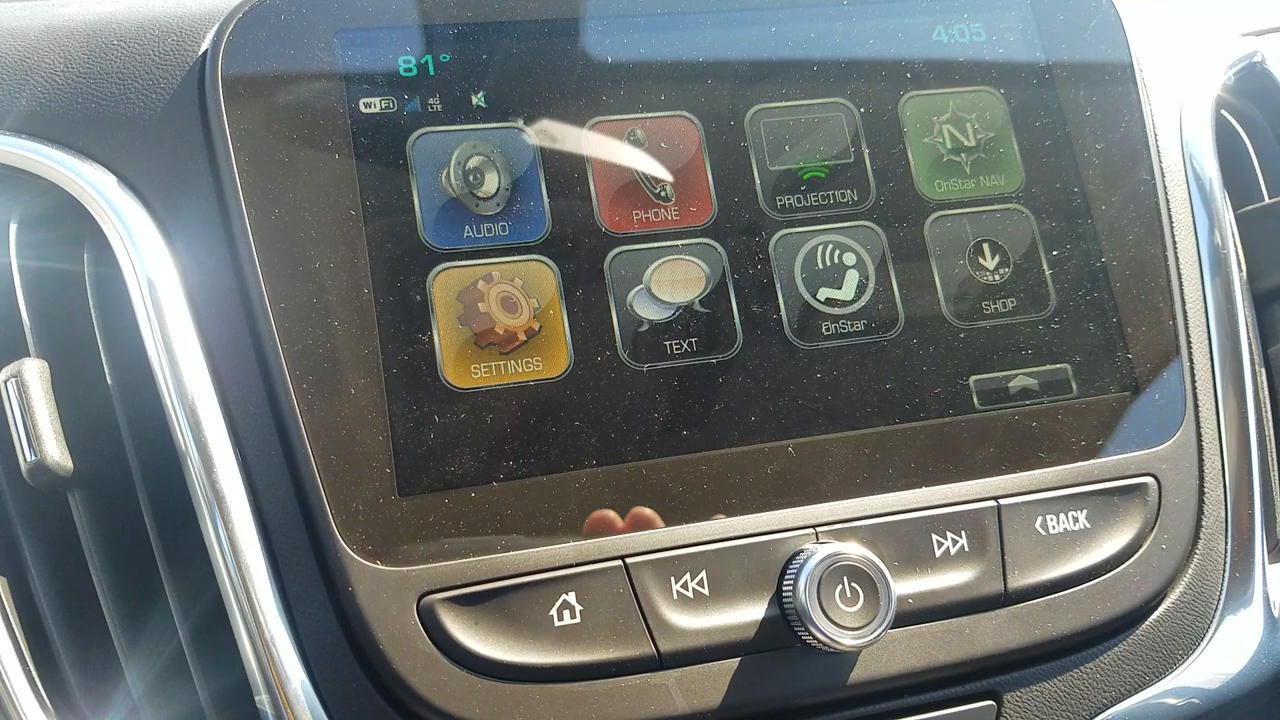 81°
4:05
WiFi
4G
LTE
AUDIO
PHONE
PROJECTION
N
OnStar NAV
SETTINGS
TEXT
OnStar
SHOP
BACK